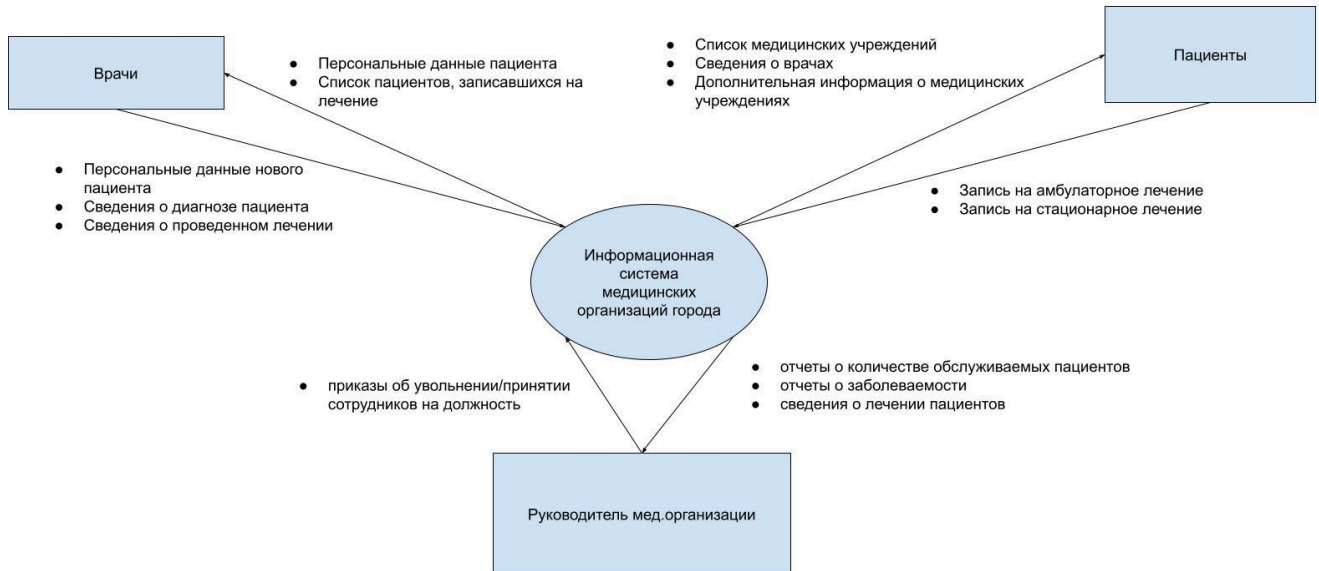 Врачи
● Персональные данные пациента
● Список пациентов, записавшихся на
лечение
● Список медицинских учреждений
● Сведения о врачах
● Дополнительная информация о медицинских
учреждениях
Пациенты
● Персональные данные нового
пациента
● Сведения о диагнозе пациента
● Сведения о проведенном лечении
● Запись на амбулаторное лечение
● Запись на стационарное лечение
Информационная
система
медицинских
организаций города
● приказы об увольнении/принятии
сотрудников на должность
● отчеты о количестве обслуживаемых пациентов
● отчеты о заболеваемости
● сведения о лечении пациентов
Руководитель мед.организации